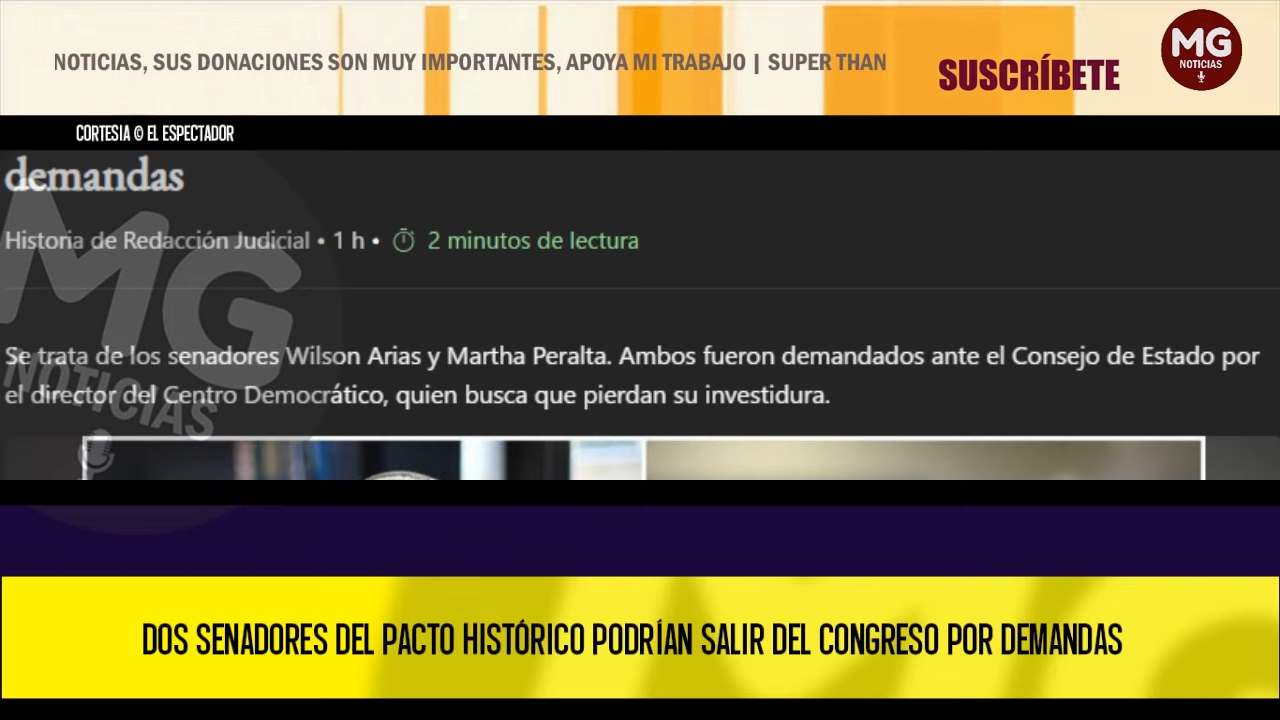 NOTICIAS, SUS DONACIONES SON MUY IMPORTANTES, APOYA MI TRABAJO | SUPER THAN
SUSCRÍBETE
MG
NOTICIAS
CORTESIA © EL ESPECTADOR
demandas
Historia de Redacción Judicial • 1 h • 2 minutos de lectura
Se trata de los senadores Wilson Arias y Martha Peralta. Ambos fueron demandados ante el Consejo de Estado por
el director del Centro Democrático, quien busca que pierdan su investidura.
MG
NOTICIAS
DOS SENADORES DEL PACTO HISTÓRICO PODRÍAN SALIR DEL CONGRESO POR DEMANDAS